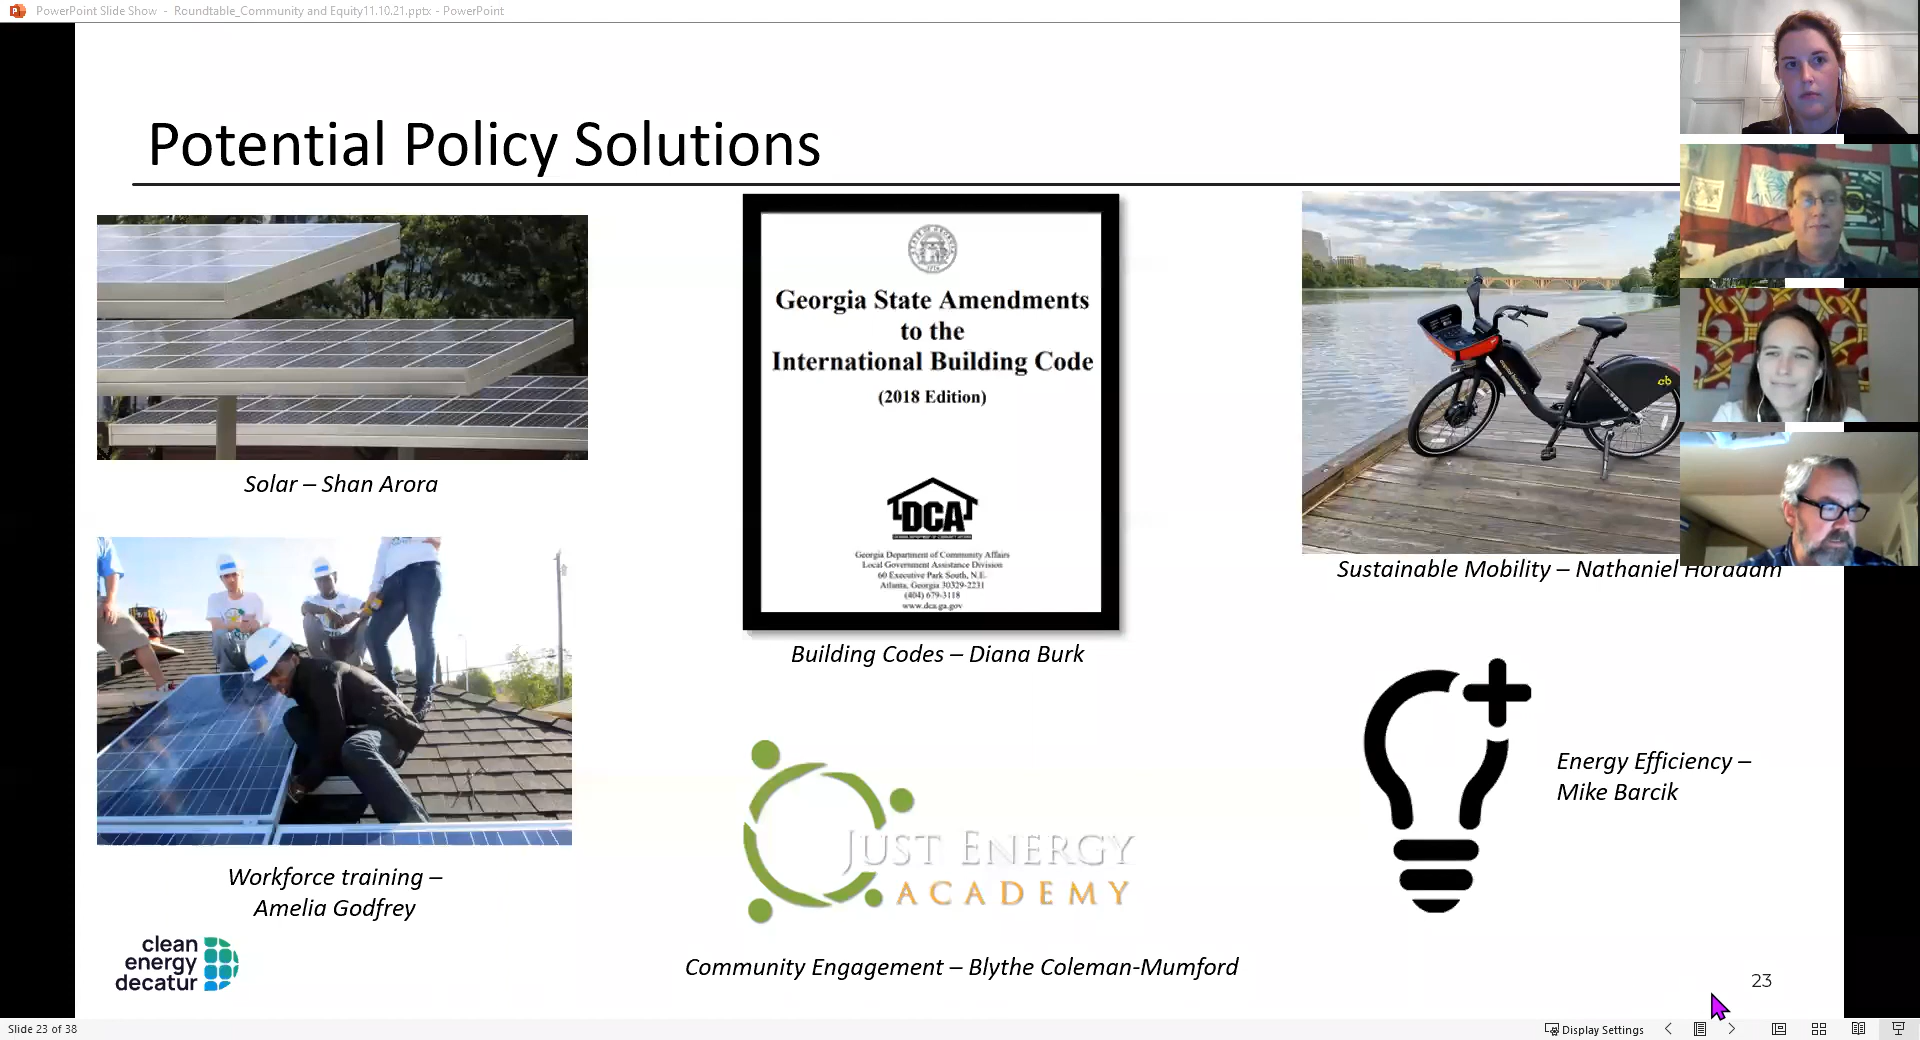 PowerPoint Slide Show - Roundtable_Community and Equity11.10.21.pptx - PowerPoint
Potential Policy Solutions
Solar – Shan Arora
Georgia State Amendments
to the
International Building Code
(2018 Edition)
DCA
Georgia Department of Community Affairs
Local Government Assistance Division
60 Executive Park South, N.E.
Atlanta, Georgia 30329-2231
(404) 679-3118
www.dca.ga.gov
Building Codes – Diana Burk
cb
Sustainable Mobility – Nathaniel Horadam
Workforce training –
Amelia Godfrey
JUST ENERGY
ACADEMY
Community Engagement – Blythe Coleman-Mumford
Energy Efficiency –
Mike Barcik
clean
energy
decatur
23
Slide 23 of 38
Display Settings